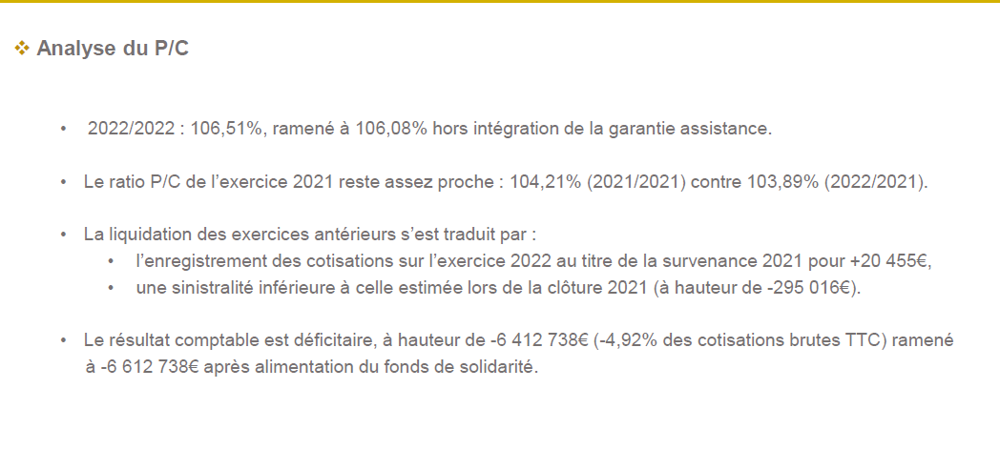 ❖ Analyse du P/C
• 2022/2022 : 106,51%, ramené à 106,08% hors intégration de la garantie assistance.
• Le ratio P/C de l’exercice 2021 reste assez proche : 104,21% (2021/2021) contre 103,89% (2022/2021).
• La liquidation des exercices antérieurs s’est traduit par :
• l’enregistrement des cotisations sur l’exercice 2022 au titre de la survenance 2021 pour +20 455€,
• une sinistralité inférieure à celle estimée lors de la clôture 2021 (à hauteur de -295 016€).
• Le résultat comptable est déficitaire, à hauteur de -6 412 738€ (-4,92% des cotisations brutes TTC) ramené
à -6 612 738€ après alimentation du fonds de solidarité.